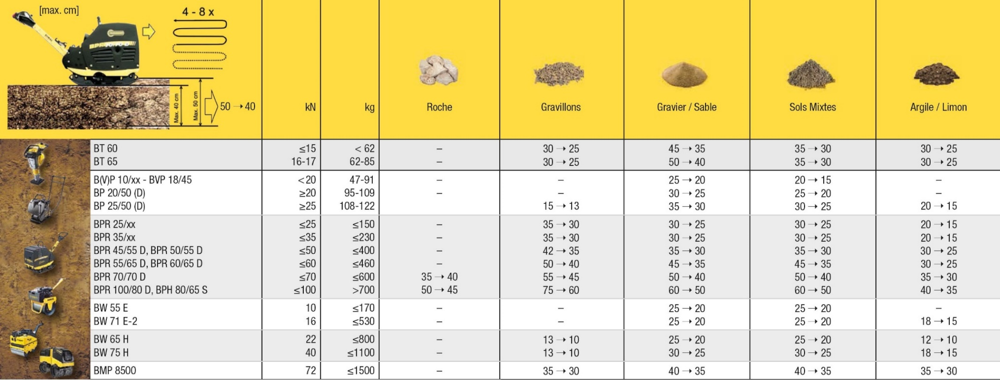 [max. cm]
4 - 8 x
Max. 40 cm
Max. 50 cm
50 → 40
kN
kg
Roche
Gravillons
Gravier / Sable
Sols Mixtes
Argile / Limon
BT 60 ≤15 < 62 – 30 → 25 45 → 35 35 → 30 30 → 25
BT 65 16-17 62-85 – 30 → 25 50 → 40 35 → 30 30 → 25
B(V)P 10/xx - BVP 18/45 <20 47-91 – – 25 → 20 20 → 15 –
BP 20/50 (D) ≥20 95-109 – – 30 → 25 25 → 20 –
BP 25/50 (D) ≥25 108-122 15 → 13 35 → 30 30 → 25 20 → 15
BPR 25/xx ≤25 ≤150 – 35 → 30 30 → 25 30 → 25 20 → 15
BPR 35/xx ≤35 ≤230 – 35 → 30 30 → 25 30 → 25 20 → 15
BPR 45/55 D, BPR 50/55 D ≤50 ≤400 – 42 → 35 35 → 30 35 → 30 30 → 25
BPR 55/65 D, BPR 60/65 D ≤60 ≤460 – 50 → 40 45 → 35 45 → 35 30 → 25
BPR 70/70 D ≤70 ≤600 35 → 40 55 → 45 50 → 40 50 → 40 35 → 30
BPR 100/80 D, BPH 80/65 S ≤100 >700 50 → 45 75 → 60 60 → 50 60 → 50 40 → 35
BW 55 E 10 ≤170 – – 25 → 20 25 → 20 –
BW 71 E-2 16 ≤530 – – 25 → 20 25 → 20 18 → 15
BW 65 H 22 ≤800 – 13 → 10 25 → 20 25 → 20 12 → 10
BW 75 H 40 ≤1100 – 13 → 10 30 → 25 30 → 25 18 → 15
BMP 8500 72 ≤1500 – 35 → 30 40 → 35 40 → 35 35 → 30